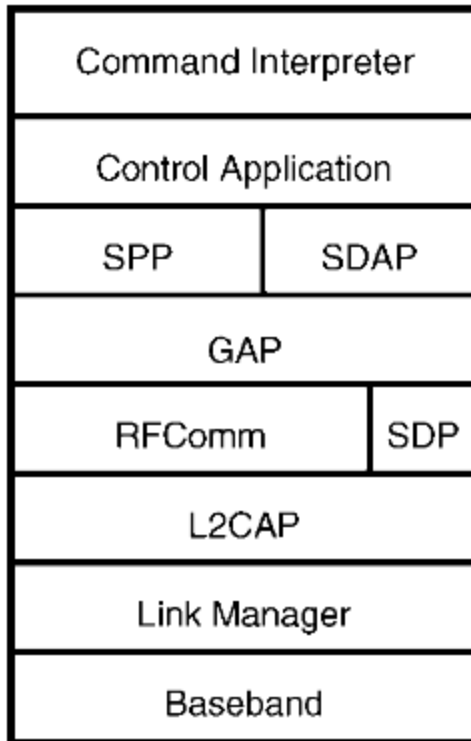 Command Interpreter
Control Application
SPP SDAP
GAP
RFComm SDP
L2CAP
Link Manager
Baseband